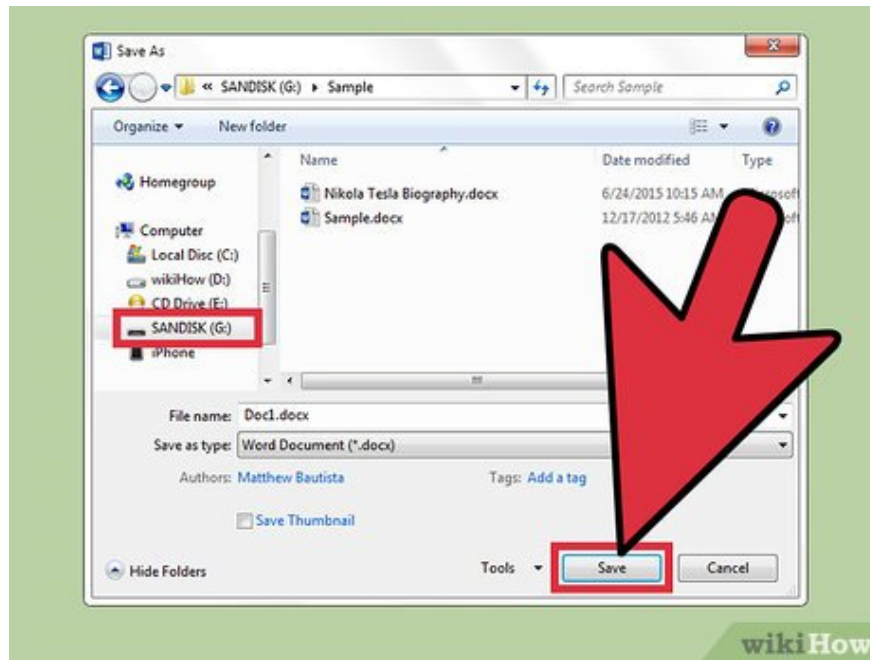 Save As
« SANDISK (G:) ▸ Sample
Search Sample
Organize New folder
Name Date modified Type
Homegroup
Nikola Tesla Biography.docx 6/24/2015 10:15 AM
Sample.docx 12/17/2012 5:46
Computer
Local Disc (C:)
wikiHow (D:)
CD Drive (E:)
SANDISK (G:)
iPhone
File name: Doc1.docx
Save as type: Word Document (*.docx)
Authors: Matthew Bautista Tags: Add a tag
Save Thumbnail
Hide Folders Tools Save Cancel
wikiHow